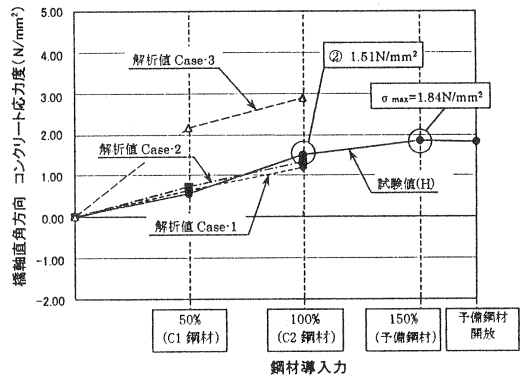 橋軸直角方向 コンクリート応力度(N/mm²)
5.00
4.00
3.00
2.00
1.00
0.00
-1.00
-2.00
解析値 Case·3
② 1.51N/mm²
σ max=1.84N/mm²
解析値 Case·2
試験値(H)
解析値 Case·1
50%
(C1 鋼材)
100%
(C2 鋼材)
150%
(予備鋼材)
予備鋼材
開放
鋼材導入力